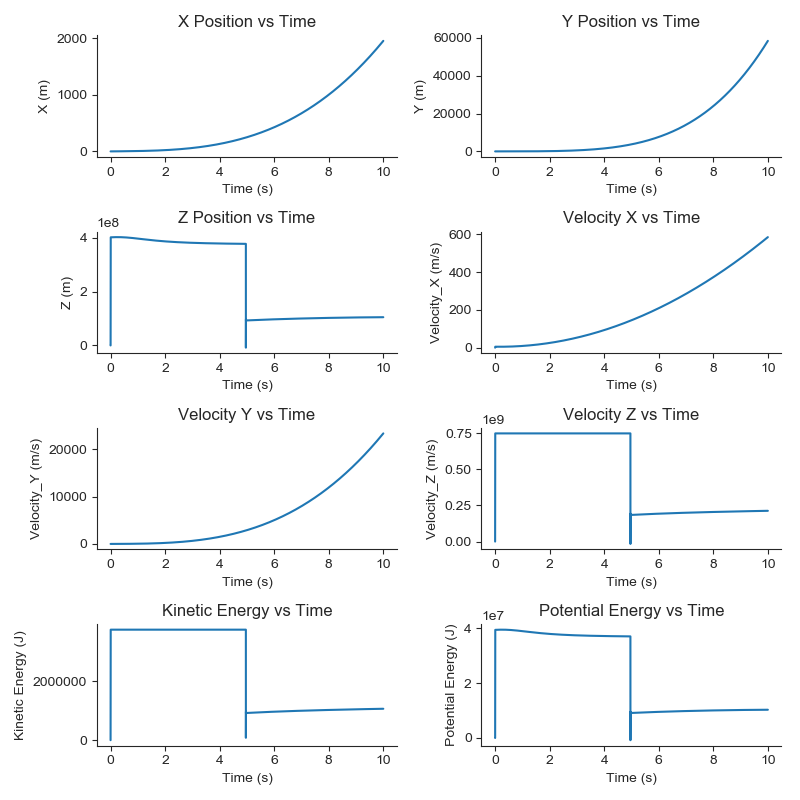 X Position vs Time
2000
1000
0
X (m)
0 2 4 6 8 10
Time (s)
Y Position vs Time
60000
40000
20000
0
Y (m)
0 2 4 6 8 10
Time (s)
Z Position vs Time
1e8
4
2
0
Z (m)
0 2 4 6 8 10
Time (s)
Velocity X vs Time
600
400
200
0
Velocity_X (m/s)
0 2 4 6 8 10
Time (s)
Velocity Y vs Time
20000
10000
0
Velocity_Y (m/s)
0 2 4 6 8 10
Time (s)
Velocity Z vs Time
1e9
0.75
0.50
0.25
0.00
Velocity_Z (m/s)
0 2 4 6 8 10
Time (s)
Kinetic Energy vs Time
2000000
0
Kinetic Energy (J)
0 2 4 6 8 10
Time (s)
Potential Energy vs Time
1e7
4
2
0
Potential Energy (J)
0 2 4 6 8 10
Time (s)